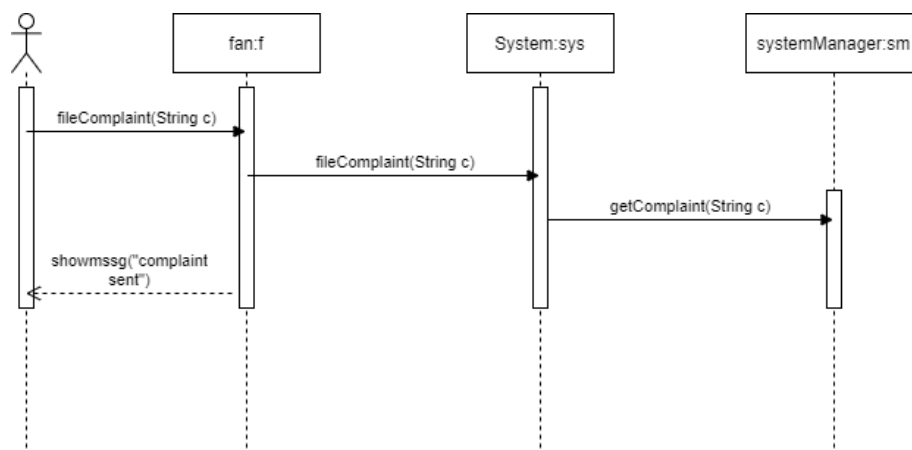 fan:f
System:sys
systemManager:sm
fileComplaint(String c)
fileComplaint(String c)
getComplaint(String c)
showmssg("complaint
sent")